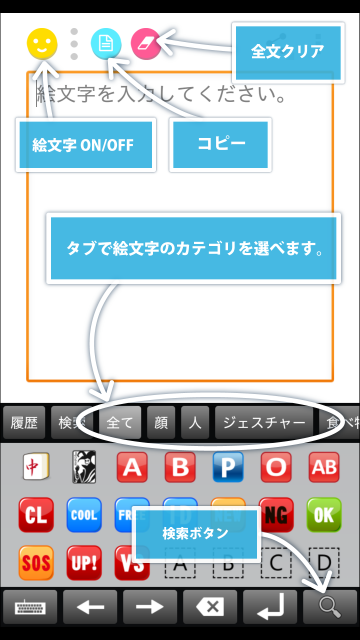 全文クリア
絵文字を入力してください。
絵文字 ON/OFF
コピー
タブで絵文字のカテゴリを選べます。
履歴 検索 全て 顔 人 ジェスチャー 食べ物
中
A B P O AB
CL COOL NG OK
検索ボタン
SOS UP! VS A B C D